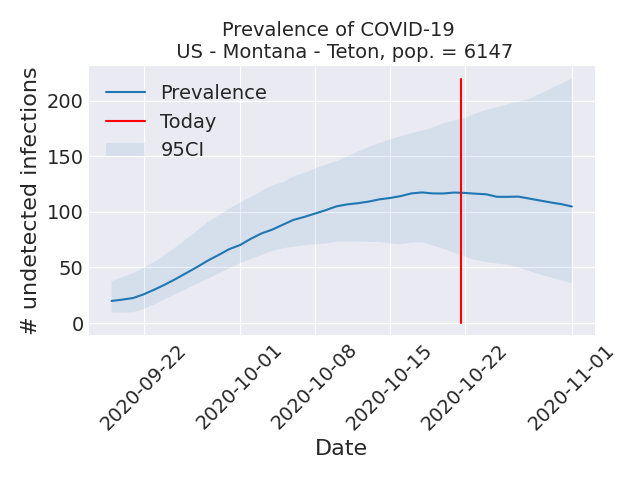 Prevalence of COVID-19
US - Montana - Teton, pop. = 6147
# undetected infections
200
150
100
50
0
Prevalence
Today
95CI
2020-09-22
2020-10-01
2020-10-08
2020-10-15
2020-10-22
2020-11-01
Date